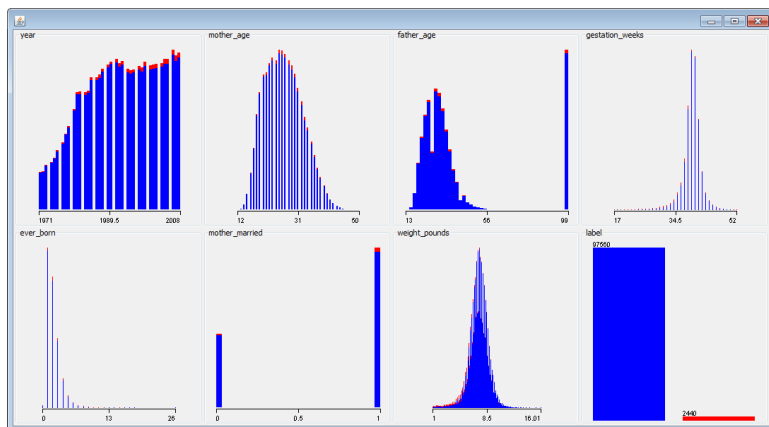 year
mother_age
father_age
gestation_weeks
1971 1989.5 2008
12 31 50
13 56 99
17 34.5 52
ever_born
mother_married
weight_pounds
label
97560
2440
0 13 26
0 0.5 1
1 8.5 16.01